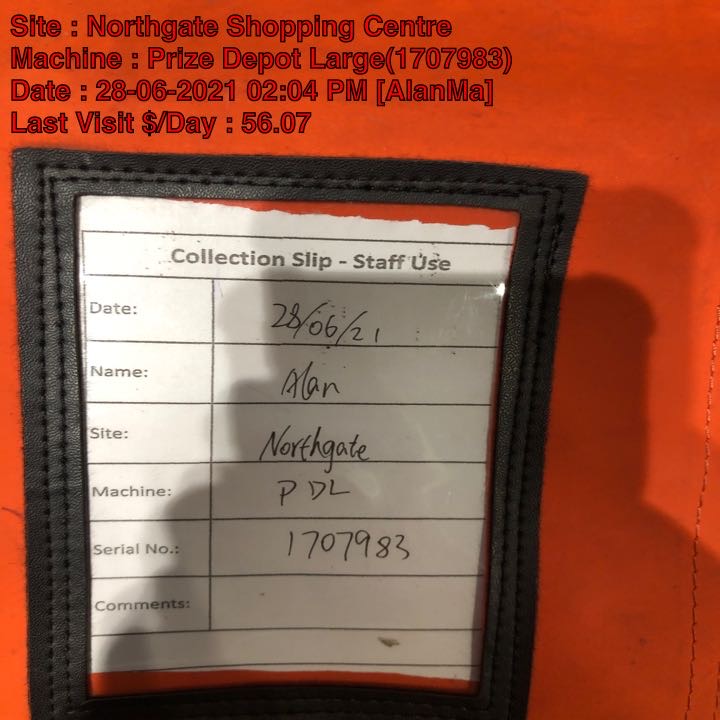 Site : Northgate Shopping Centre
Machine : Prize Depot Large(1707983)
Date : 28-06-2021 02:04 PM [AlanMa]
Last Visit $/Day : 56.07
Collection Slip - Staff Use
Date: 28/06/21
Name: Alan
Site: Northgate
Machine: P DL
Serial No.: 1707983
Comments: